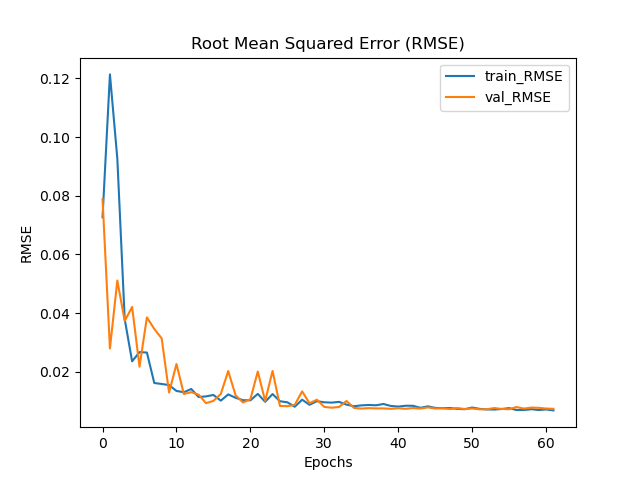 Root Mean Squared Error (RMSE)
train_RMSE
val_RMSE
0.12
0.10
0.08
0.06
0.04
0.02
RMSE
0 10 20 30 40 50 60
Epochs